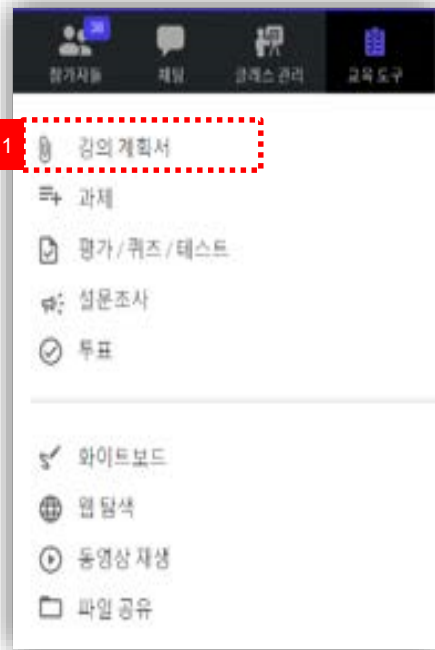 참가자들 채팅 클래스 관리 교육 도구
1 강의 계획서
과제
평가 / 퀴즈 / 테스트
설문조사
투표
화이트보드
웹 탐색
동영상 재생
파일 공유